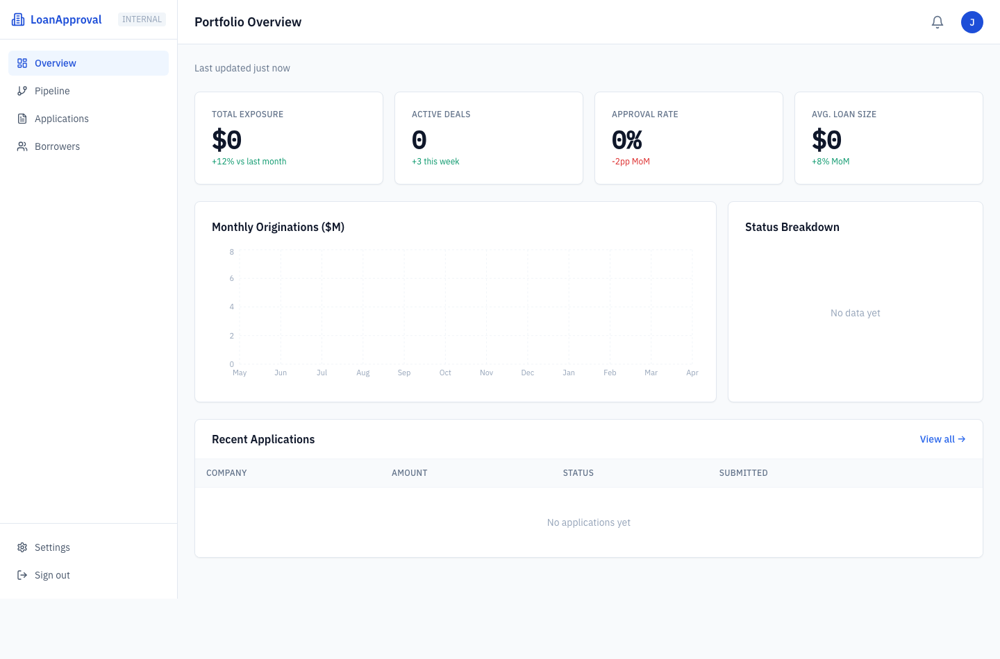 LoanApproval INTERNAL
Overview
Pipeline
Applications
Borrowers
Settings
Sign out
Portfolio Overview
J
Last updated just now
TOTAL EXPOSURE
$0
+12% vs last month
ACTIVE DEALS
0
+3 this week
APPROVAL RATE
0%
-2pp MoM
AVG. LOAN SIZE
$0
+8% MoM
Monthly Originations ($M)
8
6
4
2
0
May Jun Jul Aug Sep Oct Nov Dec Jan Feb Mar Apr
Status Breakdown
No data yet
Recent Applications
View all →
COMPANY AMOUNT STATUS SUBMITTED
No applications yet